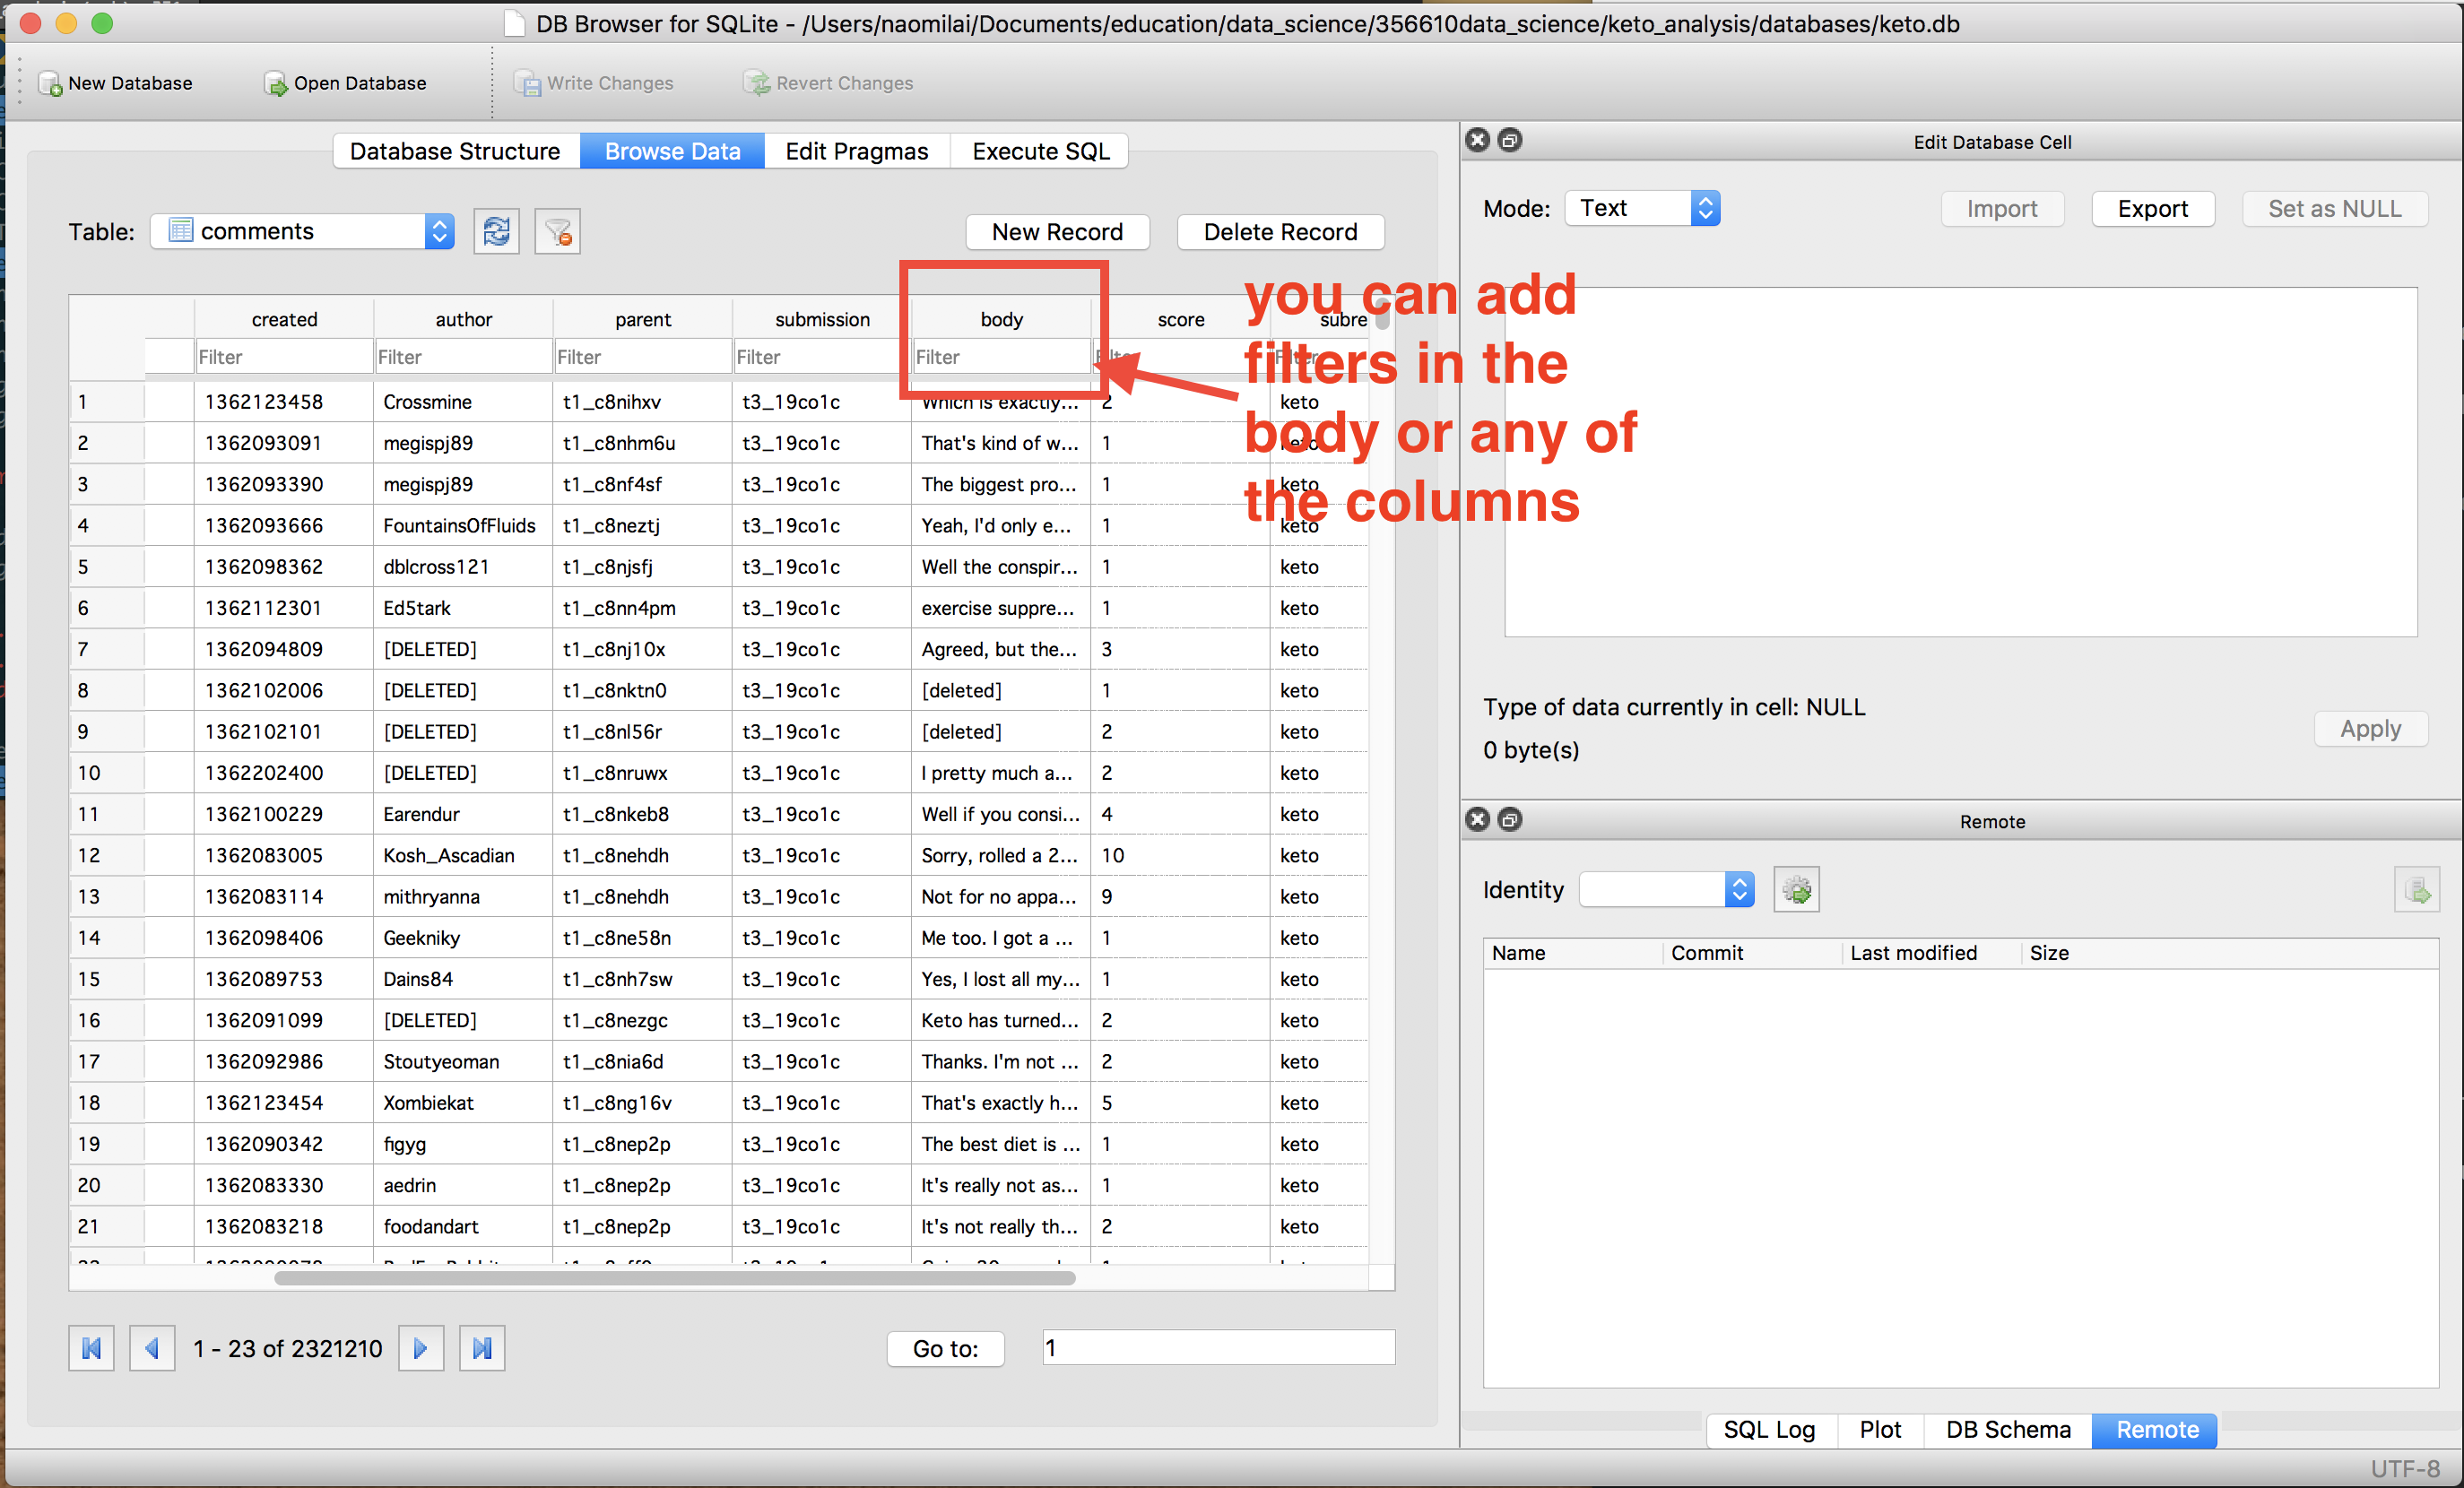 DB Browser for SQLite - /Users/naomilai/Documents/education/data_science/356610data_science/keto_analysis/databases/keto.db
New Database Open Database Write Changes Revert Changes
Database Structure Browse Data Edit Pragmas Execute SQL
Table: comments New Record Delete Record
created author parent submission body score subre
Filter Filter Filter Filter Filter Filter Filter
1 1362123458 Crossmine t1_c8nihxv t3_19co1c Which is exactly... 2 keto
2 1362093091 megispj89 t1_c8nhm6u t3_19co1c That's kind of w... 1 keto
3 1362093390 megispj89 t1_c8nf4sf t3_19co1c The biggest pro... 1 keto
4 1362093666 FountainsOfFluids t1_c8neztj t3_19co1c Yeah, I'd only e... 1 keto
5 1362098362 dblcross121 t1_c8njsfj t3_19co1c Well the conspir... 1 keto
6 1362112301 Ed5tark t1_c8nn4pm t3_19co1c exercise suppre... 1 keto
7 1362094809 [DELETED] t1_c8nj10x t3_19co1c Agreed, but the... 3 keto
8 1362102006 [DELETED] t1_c8nktn0 t3_19co1c [deleted] 1 keto
9 1362102101 [DELETED] t1_c8nl56r t3_19co1c [deleted] 2 keto
10 1362202400 [DELETED] t1_c8nruwx t3_19co1c I pretty much a... 2 keto
11 1362100229 Earendur t1_c8nkeb8 t3_19co1c Well if you consi... 4 keto
12 1362083005 Kosh_Ascadian t1_c8nehdh t3_19co1c Sorry, rolled a 2... 10 keto
13 1362083114 mithryanna t1_c8nehdh t3_19co1c Not for no appa... 9 keto
14 1362098406 Geekniky t1_c8ne58n t3_19co1c Me too. I got a ... 1 keto
15 1362089753 Dains84 t1_c8nh7sw t3_19co1c Yes, I lost all my... 1 keto
16 1362091099 [DELETED] t1_c8nezgc t3_19co1c Keto has turned... 2 keto
17 1362092986 Stoutyeoman t1_c8nia6d t3_19co1c Thanks. I'm not ... 2 keto
18 1362123454 Xombiekat t1_c8ng16v t3_19co1c That's exactly h... 5 keto
19 1362090342 figyg t1_c8nep2p t3_19co1c The best diet is ... 1 keto
20 1362083330 aedrin t1_c8nep2p t3_19co1c It's really not as... 1 keto
21 1362083218 foodandart t1_c8nep2p t3_19co1c It's not really th... 2 keto
1 - 23 of 2321210 Go to: 1
you can add
filters in the
body or any of
the columns
Edit Database Cell
Mode: Text Import Export Set as NULL
Type of data currently in cell: NULL
0 byte(s)
Apply
Remote
Identity
Name Commit Last modified Size
SQL Log Plot DB Schema Remote
UTF-8